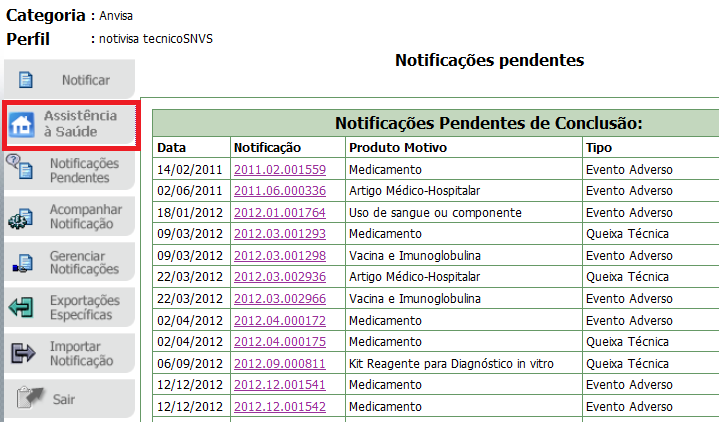 Categoria : Anvisa
Perfil : notivisa tecnicoSNVS
Notificar
Assistência
à Saúde
Notificações
Pendentes
Acompanhar
Notificação
Gerenciar
Notificações
Exportações
Específicas
Importar
Notificação
Sair
Notificações pendentes
Notificações Pendentes de Conclusão:
Data Notificação Produto Motivo Tipo
14/02/2011 2011.02.001559 Medicamento Evento Adverso
02/06/2011 2011.06.000336 Artigo Médico-Hospitalar Evento Adverso
18/01/2012 2012.01.001764 Uso de sangue ou componente Evento Adverso
09/03/2012 2012.03.001293 Medicamento Queixa Técnica
09/03/2012 2012.03.001298 Vacina e Imunoglobulina Evento Adverso
22/03/2012 2012.03.002936 Artigo Médico-Hospitalar Queixa Técnica
22/03/2012 2012.03.002966 Vacina e Imunoglobulina Evento Adverso
02/04/2012 2012.04.000172 Medicamento Evento Adverso
02/04/2012 2012.04.000175 Medicamento Queixa Técnica
06/09/2012 2012.09.000811 Kit Reagente para Diagnóstico in vitro Queixa Técnica
12/12/2012 2012.12.001541 Medicamento Evento Adverso
12/12/2012 2012.12.001542 Medicamento Evento Adverso